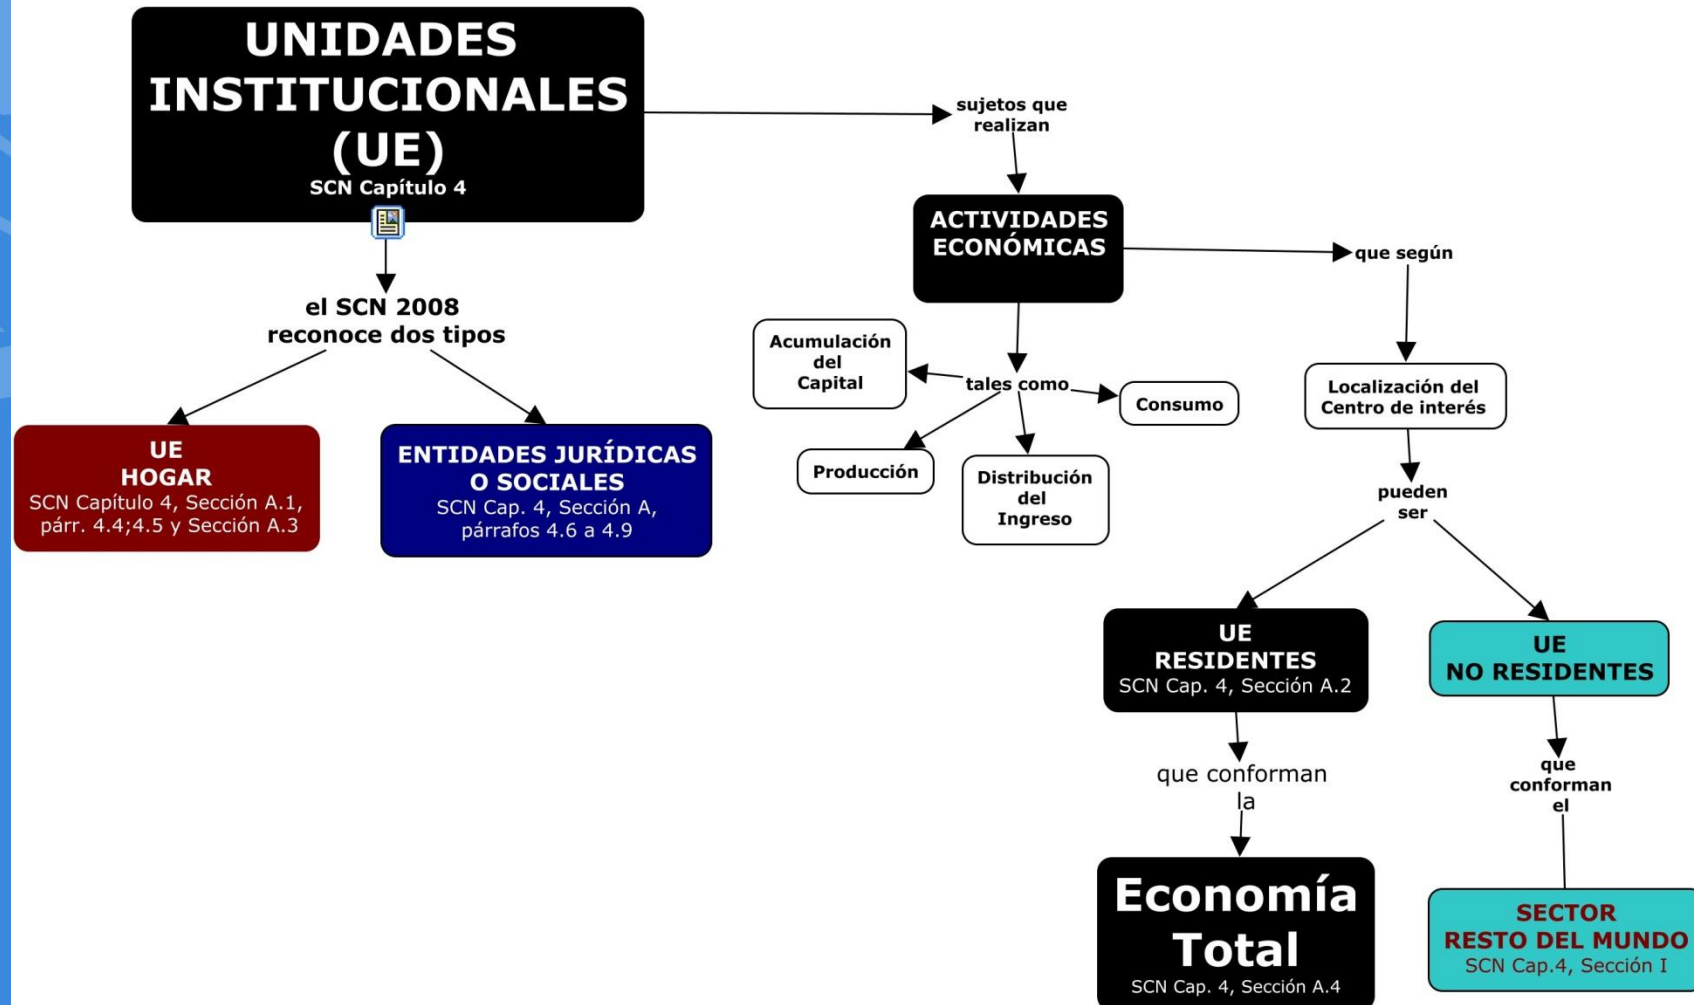 UNIDADES
INSTITUCIONALES
(UE)
SCN Capítulo 4
el SCN 2008
reconoce dos tipos
UE
HOGAR
SCN Capítulo 4, Sección A.1,
párr. 4.4;4.5 y Sección A.3
ENTIDADES JURÍDICAS
O SOCIALES
SCN Cap. 4, Sección A,
párrafos 4.6 a 4.9
sujetos que
realizan
ACTIVIDADES
ECONÓMICAS
tales como
Acumulación
del
Capital
Producción
Distribución
del
Ingreso
Consumo
que según
Localización del
Centro de interés
pueden
ser
UE
RESIDENTES
SCN Cap. 4, Sección A.2
que conforman
la
Economía
Total
SCN Cap. 4, Sección A.4
UE
NO RESIDENTES
que
conforman
el
SECTOR
RESTO DEL MUNDO
SCN Cap.4, Sección I